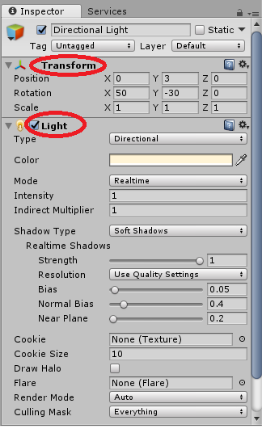 Inspector Services
Directional Light Static
Tag Untagged Layer Default
Transform
Position X 0 Y 3 Z 0
Rotation X 50 Y -30 Z 0
Scale X 1 Y 1 Z 1
Light
Type Directional
Color
Mode Realtime
Intensity 1
Indirect Multiplier 1
Shadow Type Soft Shadows
Realtime Shadows
Strength 1
Resolution Use Quality Settings
Bias 0.05
Normal Bias 0.4
Near Plane 0.2
Cookie None (Texture)
Cookie Size 10
Draw Halo
Flare None (Flare)
Render Mode Auto
Culling Mask Everything